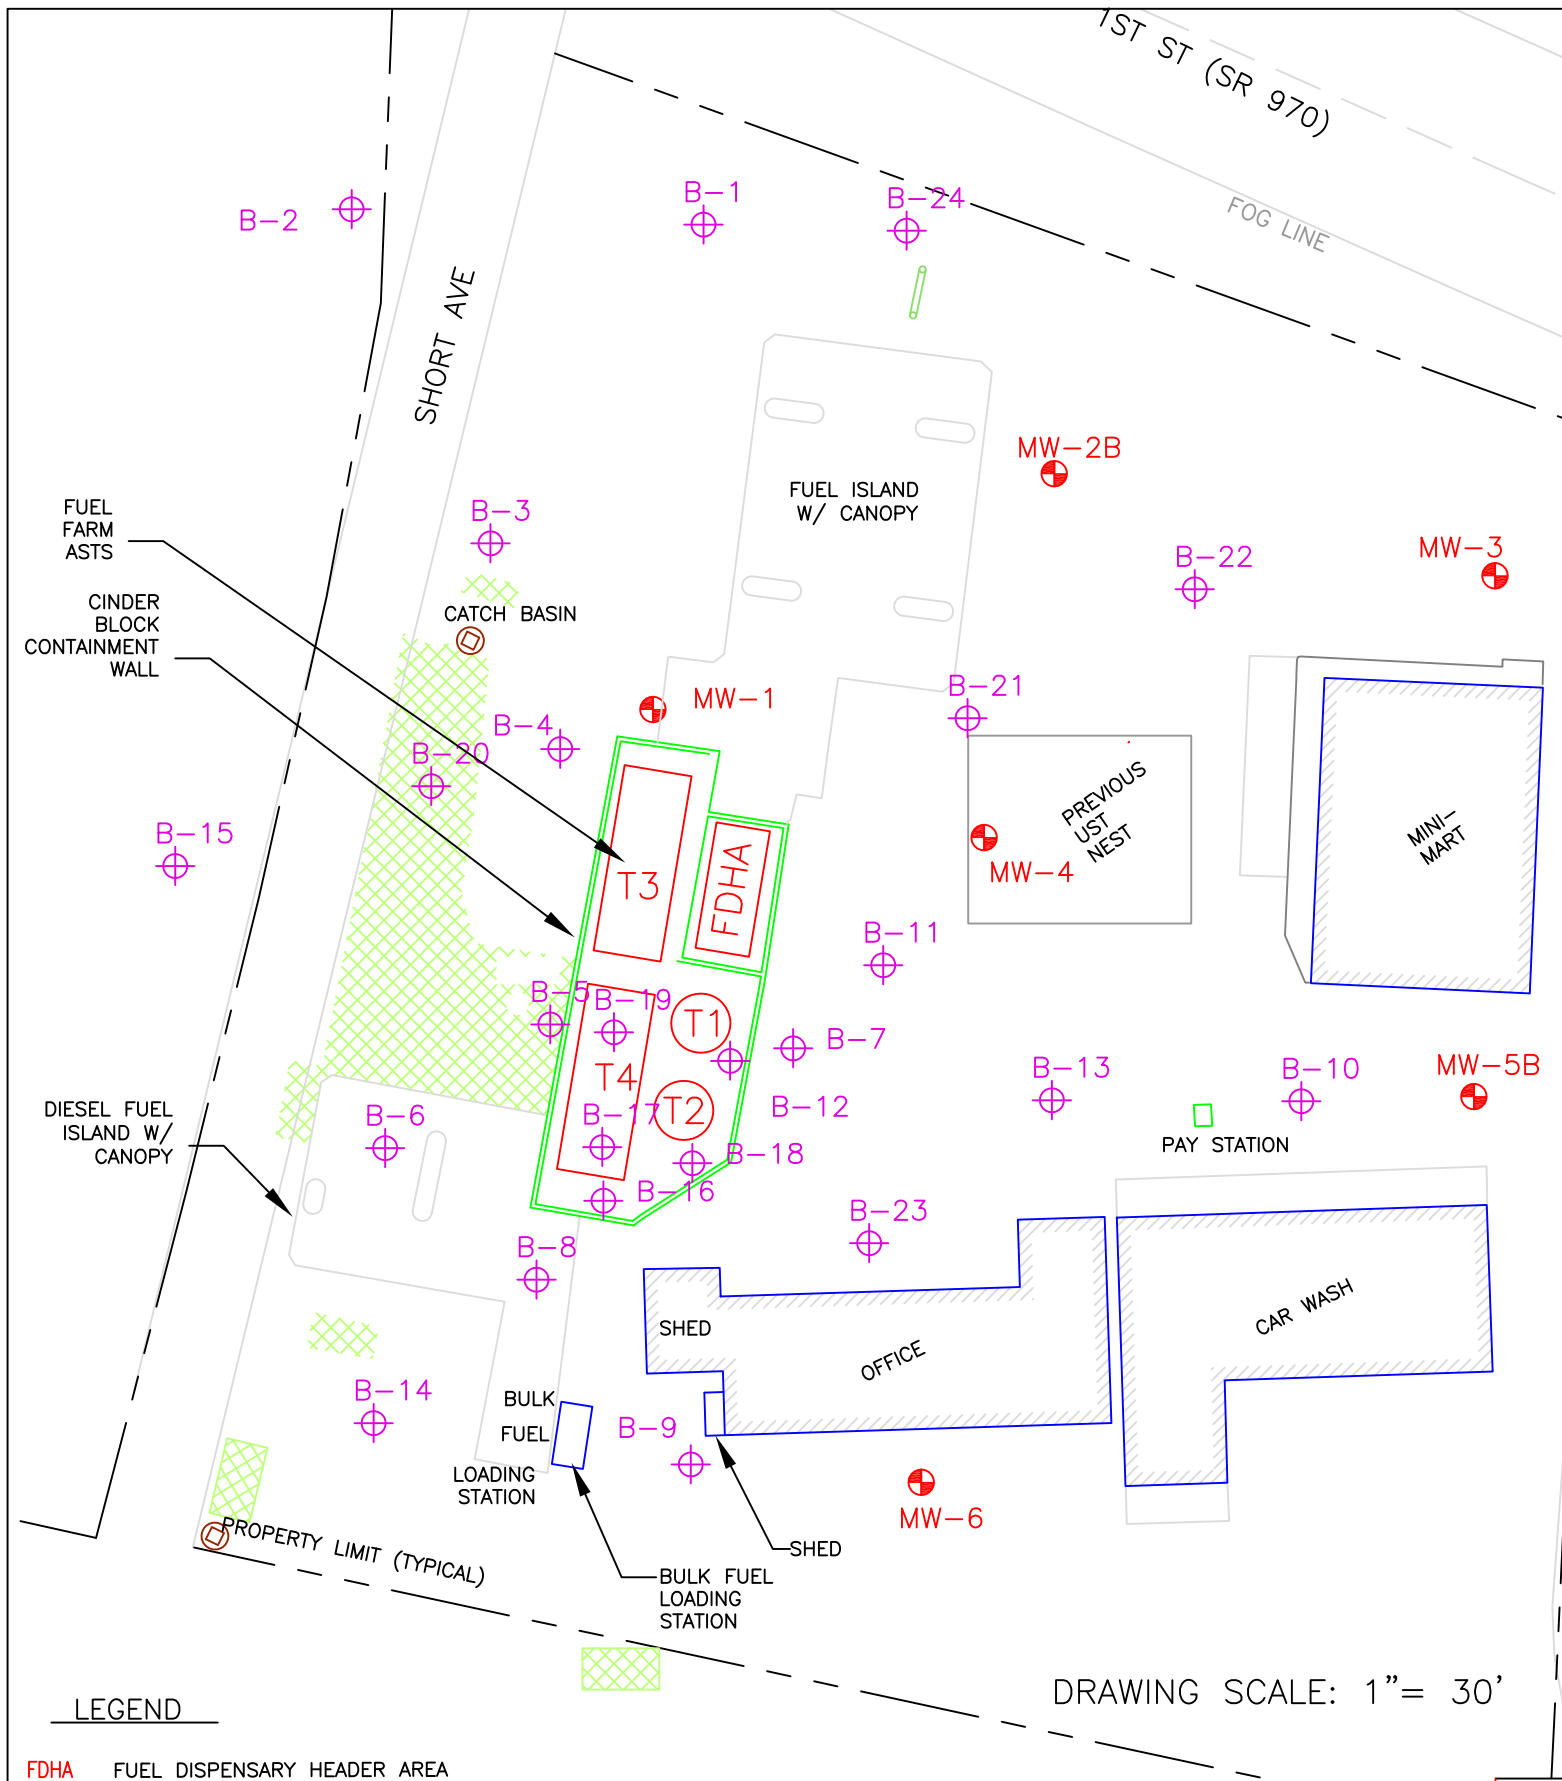 1ST ST (SR 970)
FOG LINE
B-1
B-24
B-2
SHORT AVE
MW-2B
FUEL ISLAND
W/ CANOPY
FUEL
FARM
ASTS
B-3
MW-3
B-22
CINDER
BLOCK
CONTAINMENT
WALL
CATCH BASIN
MW-1
B-21
B-4
B-20
PREVIOUS
UST
NEST
MINI-
MART
B-15
MW-4
T3
FDHA
B-11
B-5
B-19
T1
B-7
T4
B-13
B-10
MW-5B
DIESEL FUEL
ISLAND W/
CANOPY
B-6
B-17
T2
B-12
PAY STATION
B-18
B-16
B-23
B-8
SHED
OFFICE
CAR WASH
B-14
BULK
FUEL
LOADING
STATION
B-9
MW-6
PROPERTY LIMIT (TYPICAL)
SHED
BULK FUEL
LOADING
STATION
DRAWING SCALE: 1"= 30'
LEGEND
FDHA FUEL DISPENSARY HEADER AREA